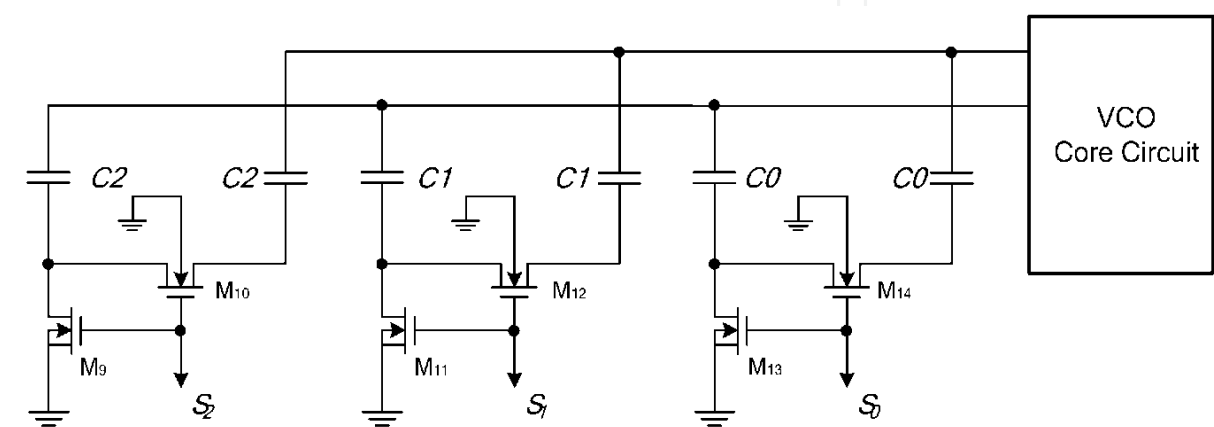 VCO
Core Circuit
C2
C2
C1
C1
C0
C0
M10
M12
M14
M9
M11
M13
S2
S1
S0